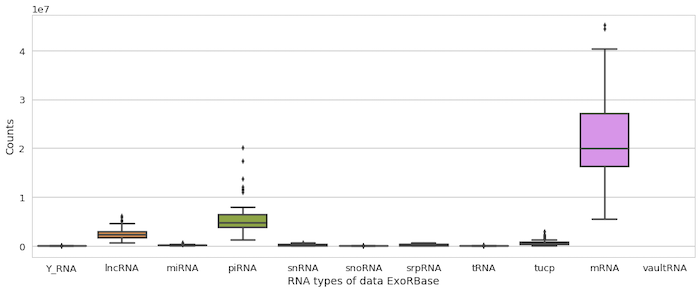 1e7
4
3
2
1
0
Counts
Y_RNA lncRNA miRNA piRNA snRNA snoRNA srpRNA tRNA tucp mRNA vaultRNA
RNA types of data ExoRBase